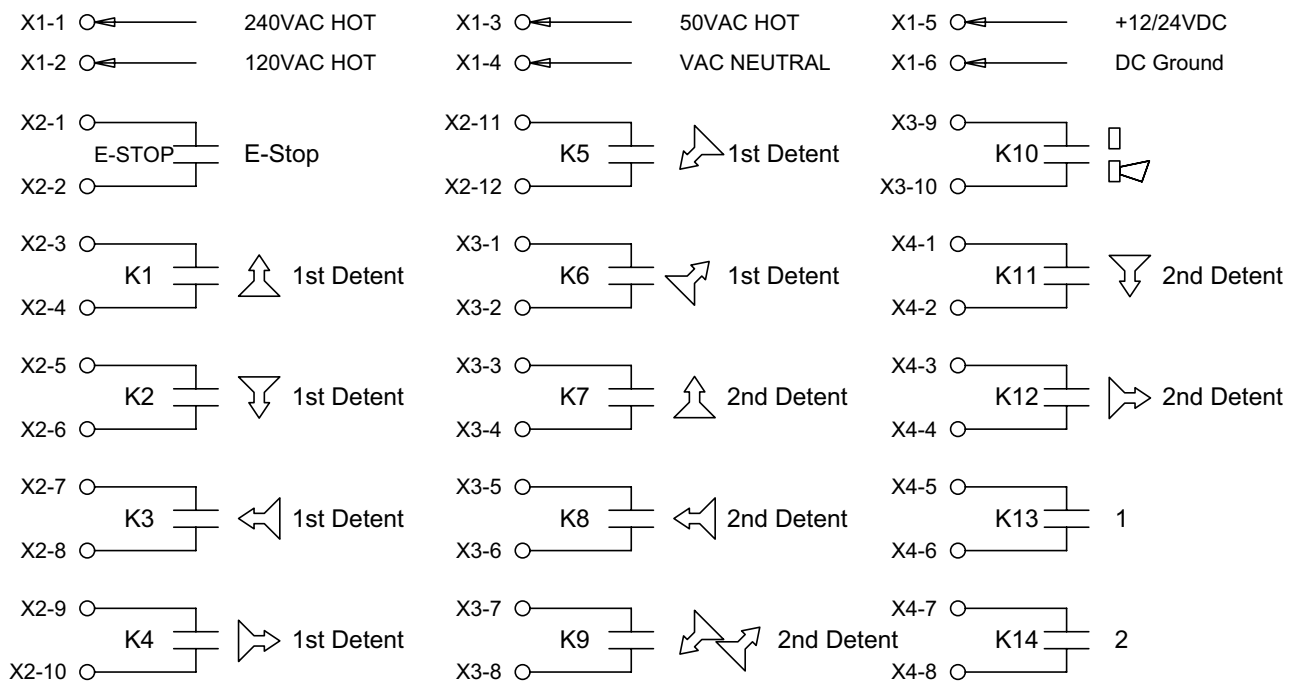 X1-1 240VAC HOT X1-3 50VAC HOT X1-5 +12/24VDC
X1-2 120VAC HOT X1-4 VAC NEUTRAL X1-6 DC Ground
X2-1 X2-11 X3-9
E-STOP E-Stop K5 1st Detent K10
X2-2 X2-12 X3-10
X2-3 X3-1 X4-1
K1 1st Detent K6 1st Detent K11 2nd Detent
X2-4 X3-2 X4-2
X2-5 X3-3 X4-3
K2 1st Detent K7 2nd Detent K12 2nd Detent
X2-6 X3-4 X4-4
X2-7 X3-5 X4-5
K3 1st Detent K8 2nd Detent K13 1
X2-8 X3-6 X4-6
X2-9 X3-7 X4-7
K4 1st Detent K9 2nd Detent K14 2
X2-10 X3-8 X4-8